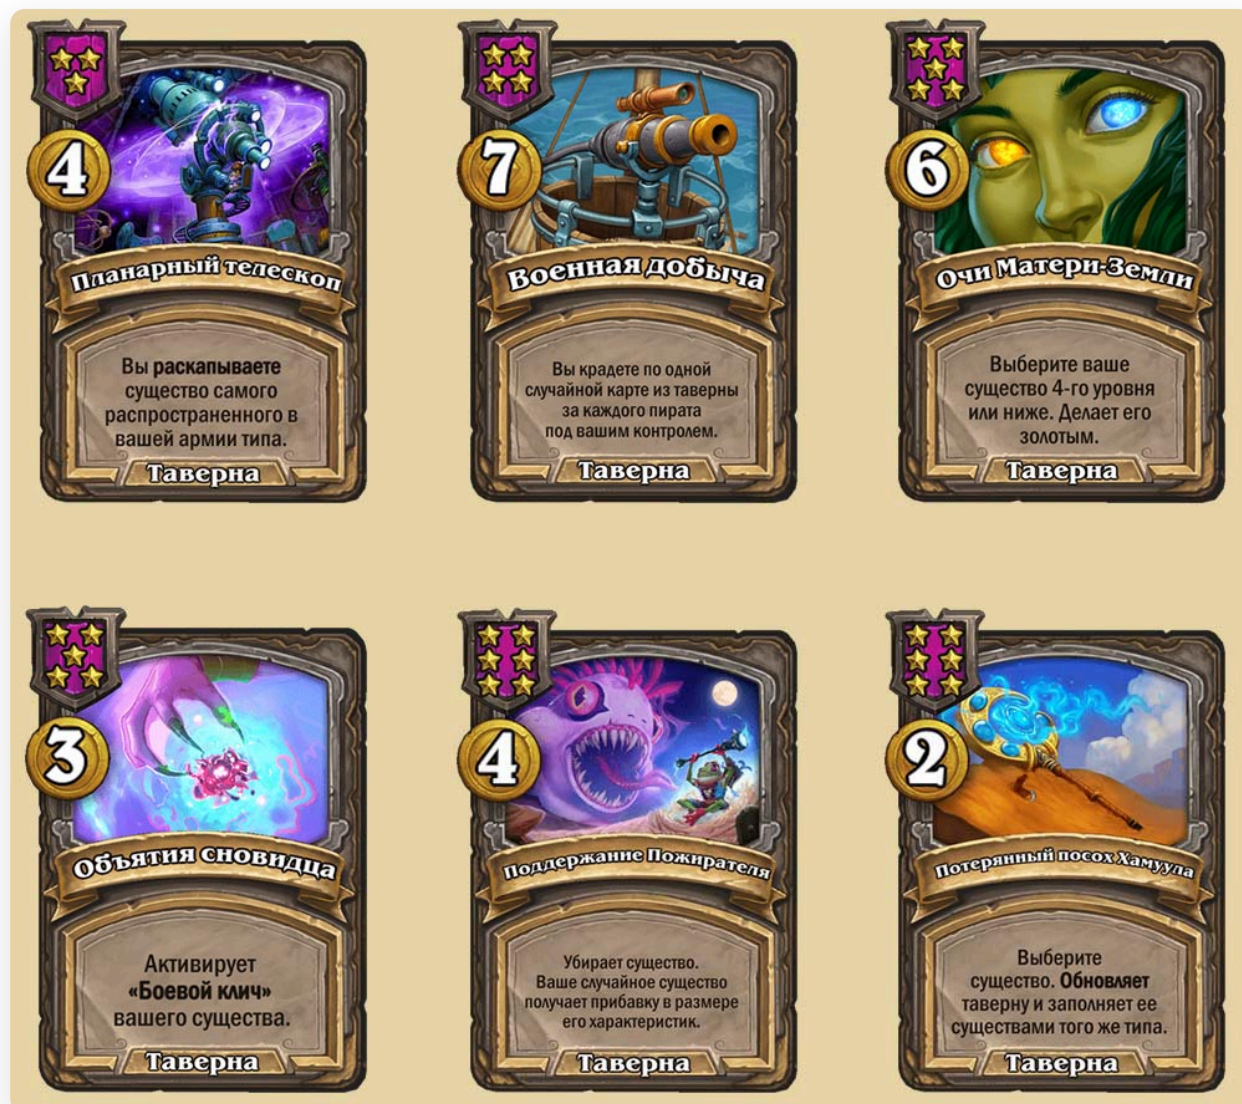 4
Планарный телескоп
Вы раскапываете
существо самого
распространенного в
вашей армии типа.
Таверна
7
Военная добыча
Вы крадете по одной
случайной карте из таверны
за каждого пирата
под вашим контролем.
Таверна
6
Очи Матери-Земли
Выберите ваше
существо 4-го уровня
или ниже. Делает его
золотым.
Таверна
3
Объятия сновидца
Активирует
«Боевой клич»
вашего существа.
Таверна
4
Поддержание Пожирателя
Убирает существо.
Ваше случайное существо
получает прибавку в размере
его характеристик.
Таверна
2
Потерянный посох Хамуула
Выберите
существо. Обновляет
таверну и заполняет ее
существами того же типа.
Таверна